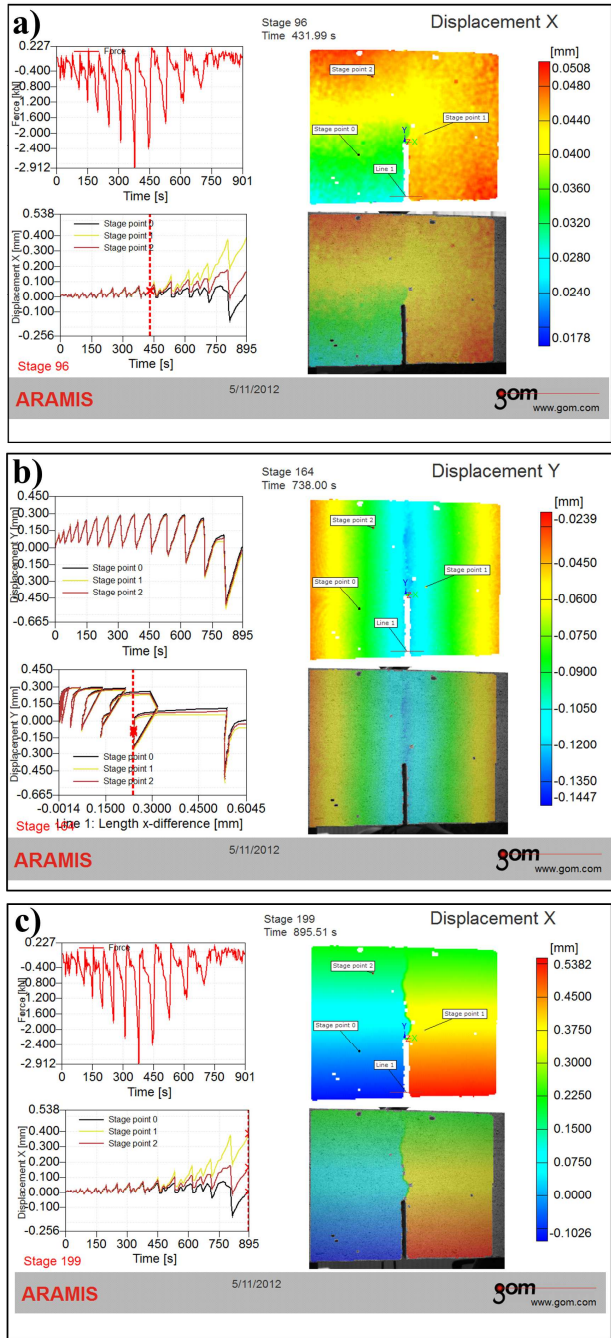 a)
Stage 96
Time 431.99 s
Displacement X
0.227
-0.400
-0.800
-1.200
-1.600
-2.000
-2.400
-2.912
Force [kN]
Force
0 150 300 450 600 750 901
Time [s]
0.538
0.400
0.300
0.200
0.100
0.000
-0.100
-0.256
Displacement X [mm]
Stage point 0
Stage point 1
Stage point 2
0 150 300 450 600 750 901
Time [s]
Stage 96
Stage point 2
Stage point 1
Stage point 0
Line 1
Y
X
[mm]
0.0508
0.0480
0.0440
0.0400
0.0360
0.0320
0.0280
0.0240
0.0178
ARAMIS
5/11/2012
gom
www.gom.com
b)
Stage 164
Time 738.00 s
Displacement Y
0.450
0.300
0.150
0.000
0.150
0.300
0.450
-0.665
Displacement Y [mm]
Stage point 0
Stage point 1
Stage point 2
0 150 300 450 600 750 895
Time [s]
0.450
0.300
0.150
0.000
0.150
0.300
0.450
-0.665
Displacement Y [mm]
Stage point 0
Stage point 1
Stage point 2
-0.0014 0.1500 0.3000 0.4500 0.6045
Line 1: Length x-difference [mm]
Stage 164
Stage point 2
Stage point 1
Stage point 0
Line 1
Y
[mm]
-0.0239
-0.0450
-0.0600
-0.0750
-0.0900
-0.1050
-0.1200
-0.1350
-0.1447
ARAMIS
5/11/2012
gom
www.gom.com
c)
Stage 199
Time 895.51 s
Displacement X
0.227
-0.400
-0.800
-1.200
-1.600
-2.000
-2.400
-2.912
Force [kN]
Force
0 150 300 450 600 750 901
Time [s]
0.538
0.400
0.300
0.200
0.100
0.000
-0.100
-0.256
Displacement X [mm]
Stage point 0
Stage point 1
Stage point 2
0 150 300 450 600 750 895
Time [s]
Stage 199
Stage point 2
Stage point 1
Stage point 0
Line 1
Y
X
[mm]
0.5382
0.4500
0.3750
0.3000
0.2250
0.1500
0.0750
0.0000
-0.1026
ARAMIS
5/11/2012
gom
www.gom.com